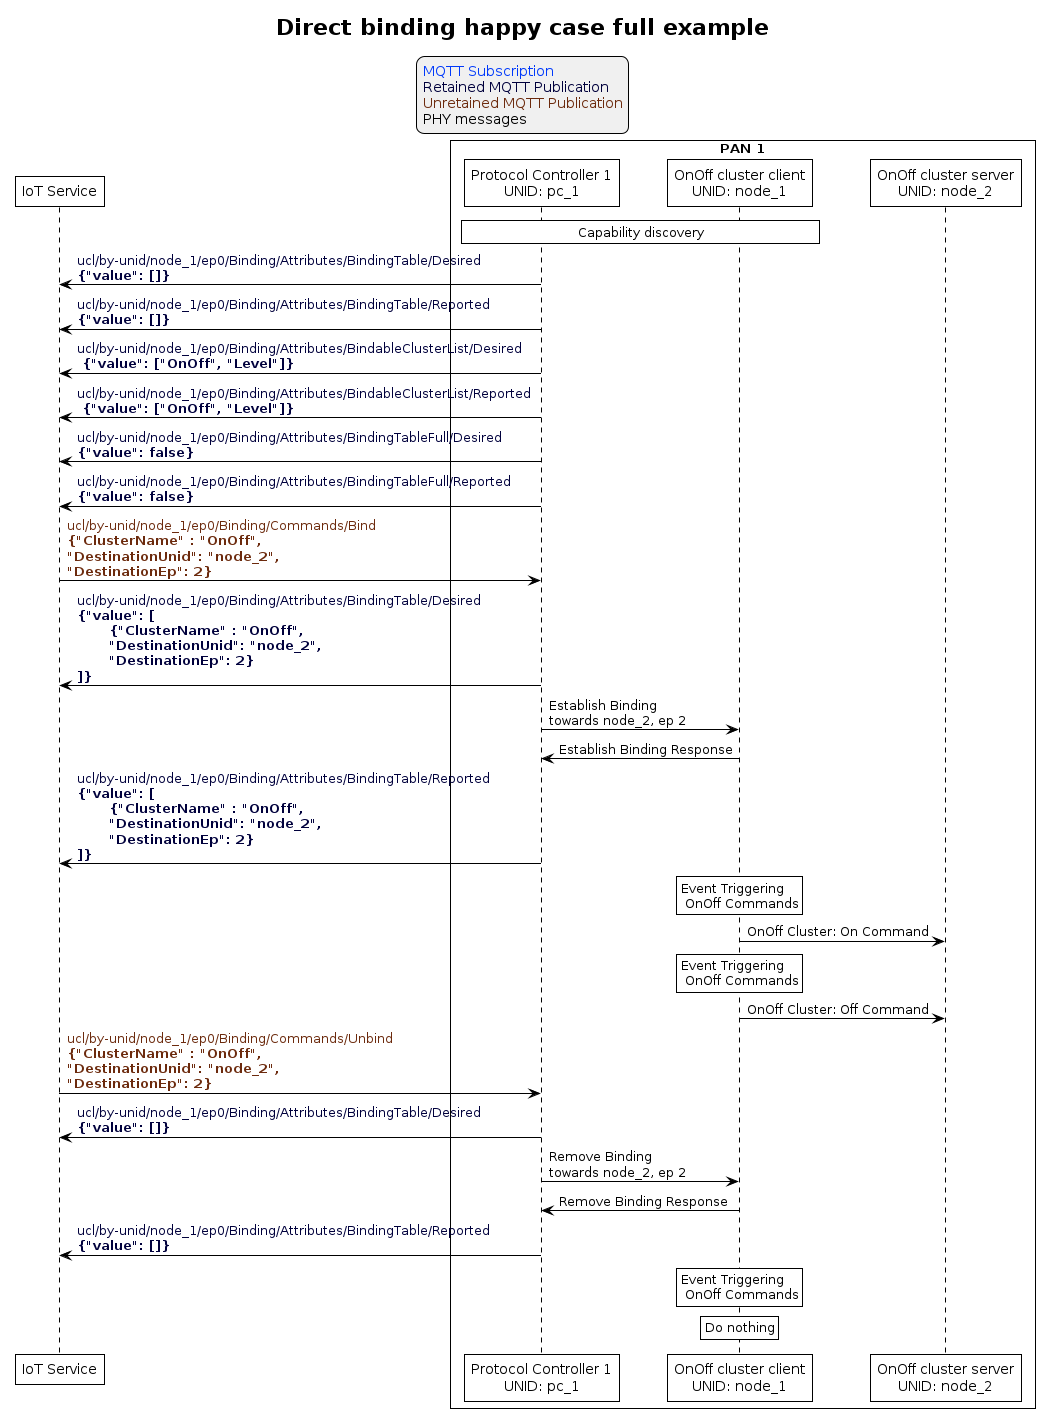 Direct binding happy case full example
MQTT Subscription
Retained MQTT Publication
Unretained MQTT Publication
PHY messages
PAN 1
IoT Service
Protocol Controller 1
UNID: pc_1
OnOff cluster client
UNID: node_1
OnOff cluster server
UNID: node_2
Capability discovery
ucl/by-unid/node_1/ep0/Binding/Attributes/BindingTable/Desired
{"value": []}
ucl/by-unid/node_1/ep0/Binding/Attributes/BindingTable/Reported
{"value": []}
ucl/by-unid/node_1/ep0/Binding/Attributes/BindableClusterList/Desired
{"value": ["OnOff", "Level"]}
ucl/by-unid/node_1/ep0/Binding/Attributes/BindableClusterList/Reported
{"value": ["OnOff", "Level"]}
ucl/by-unid/node_1/ep0/Binding/Attributes/BindingTableFull/Desired
{"value": false}
ucl/by-unid/node_1/ep0/Binding/Attributes/BindingTableFull/Reported
{"value": false}
ucl/by-unid/node_1/ep0/Binding/Commands/Bind
{"ClusterName" : "OnOff",
"DestinationUnid": "node_2",
"DestinationEp": 2}
ucl/by-unid/node_1/ep0/Binding/Attributes/BindingTable/Desired
{"value": [
{"ClusterName" : "OnOff",
"DestinationUnid": "node_2",
"DestinationEp": 2}
]}
Establish Binding
towards node_2, ep 2
Establish Binding Response
ucl/by-unid/node_1/ep0/Binding/Attributes/BindingTable/Reported
{"value": [
{"ClusterName" : "OnOff",
"DestinationUnid": "node_2",
"DestinationEp": 2}
]}
Event Triggering
OnOff Commands
OnOff Cluster: On Command
Event Triggering
OnOff Commands
OnOff Cluster: Off Command
ucl/by-unid/node_1/ep0/Binding/Commands/Unbind
{"ClusterName" : "OnOff",
"DestinationUnid": "node_2",
"DestinationEp": 2}
ucl/by-unid/node_1/ep0/Binding/Attributes/BindingTable/Desired
{"value": []}
Remove Binding
towards node_2, ep 2
Remove Binding Response
ucl/by-unid/node_1/ep0/Binding/Attributes/BindingTable/Reported
{"value": []}
Event Triggering
OnOff Commands
Do nothing
IoT Service
Protocol Controller 1
UNID: pc_1
OnOff cluster client
UNID: node_1
OnOff cluster server
UNID: node_2